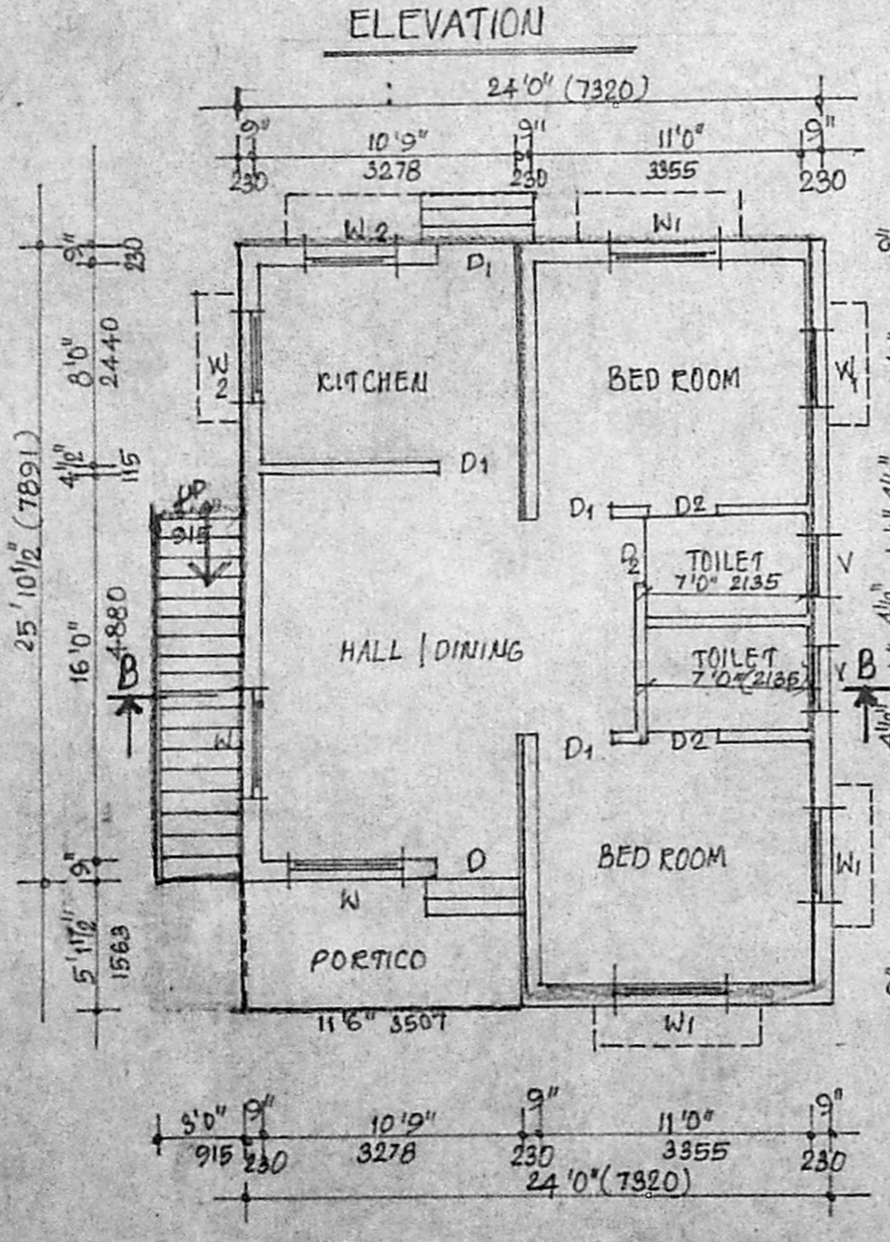 ELEVATION
24'0" (7320)
9" 10'9" 9" 11'0" 9"
230 3278 230 3355 230
W2 D1 W1
9" 230
8'0" 2440
W2 KITCHEN BED ROOM W1
25'10½" (7891)
4½" 115
D1
UP
915
D1 D2
D2 TOILET V
7'0" 2135
16'0" 4880
HALL / DINING
B TOILET V B
7'0" (2135)
W D1 D2
BED ROOM W1
9" D
W
5'1½" 1563
PORTICO
11'6" 3507 W1
3'0" 9" 10'9" 9" 11'0" 9"
915 230 3278 230 3355 230
24'0" (7320)